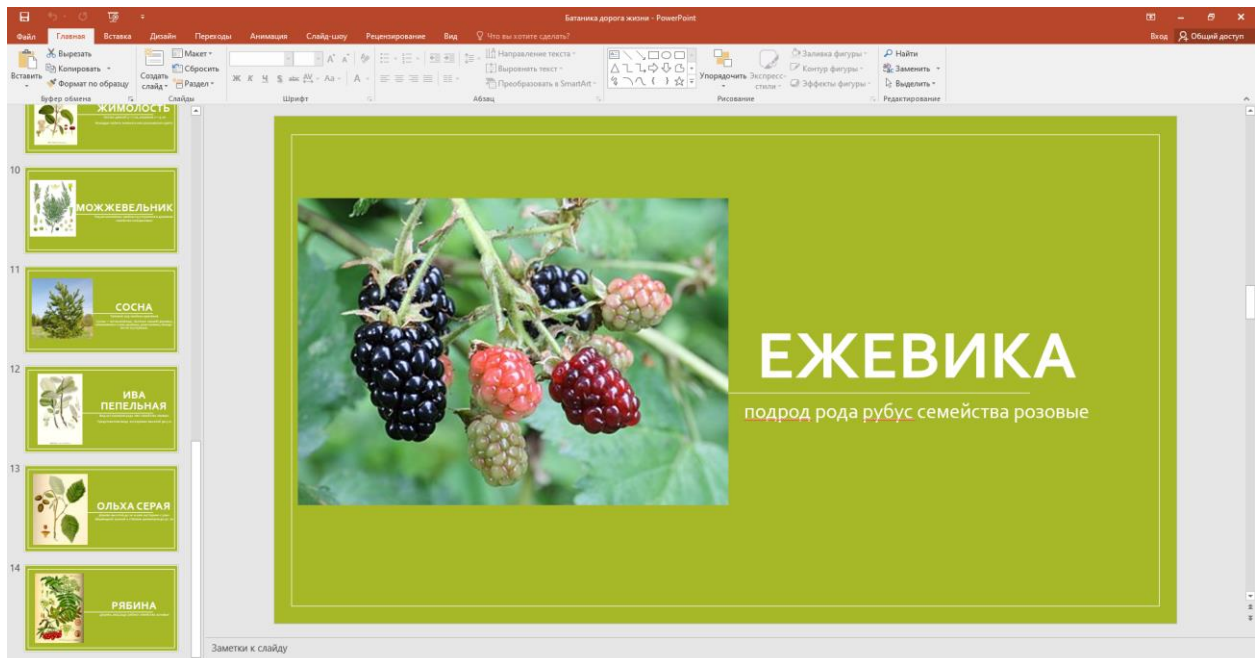 Батаника дорога жизни - PowerPoint
Файл Главная Вставка Дизайн Переходы Анимация Слайд-шоу Рецензирование Вид Что вы хотите сделать? Вход Общий доступ
Вставить
Вырезать
Копировать
Формат по образцу
Буфер обмена
Создать слайд
Макет
Сбросить
Раздел
Слайды
Ж К Ч S abc AV Aa A
Шрифт
Направление текста
Выровнять текст
Преобразовать в SmartArt
Абзац
Упорядочить
Экспресс-стили
Заливка фигуры
Контур фигуры
Эффекты фигуры
Рисование
Найти
Заменить
Выделить
Редактирование
ЖИМОЛОСТЬ
10
МОЖЖЕВЕЛЬНИК
11
СОСНА
12
ИВА
ПЕПЕЛЬНАЯ
13
ОЛЬХА СЕРАЯ
14
РЯБИНА
ЕЖЕВИКА
подрод рода рубус семейства розовые
Заметки к слайду